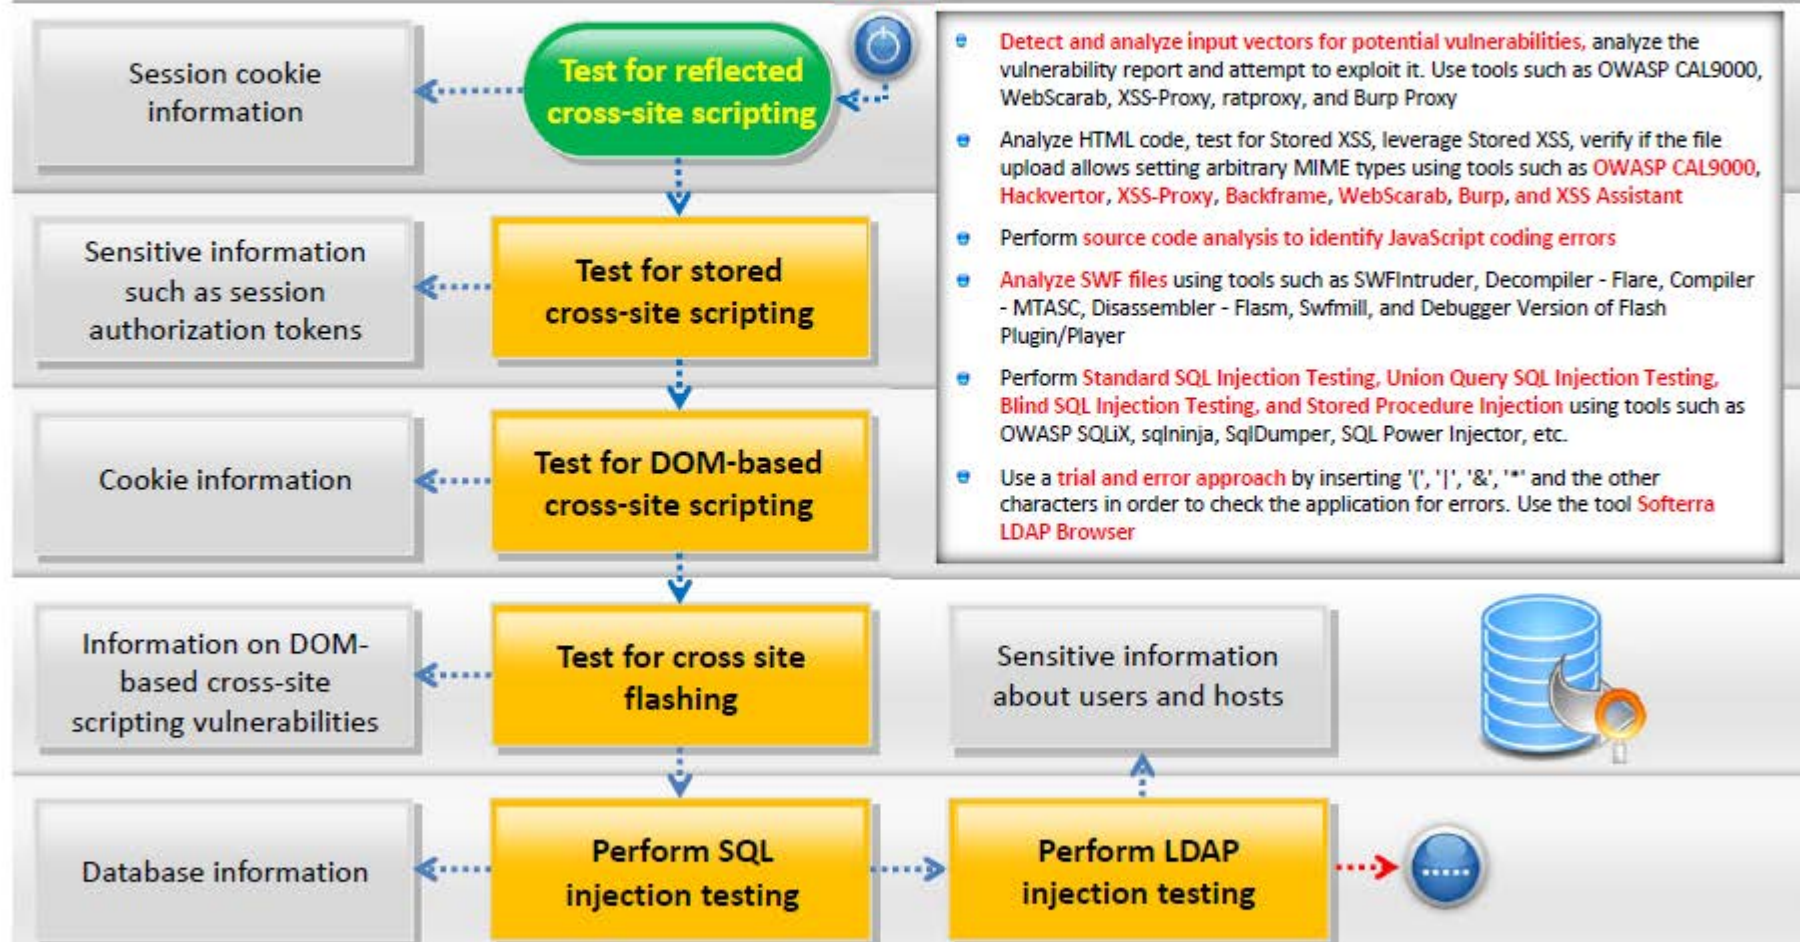 Session cookie
information
Test for reflected
cross-site scripting
Sensitive information
such as session
authorization tokens
Test for stored
cross-site scripting
Cookie information
Test for DOM-based
cross-site scripting
Information on DOM-
based cross-site
scripting vulnerabilities
Test for cross site
flashing
Sensitive information
about users and hosts
Database information
Perform SQL
injection testing
Perform LDAP
injection testing
Detect and analyze input vectors for potential vulnerabilities, analyze the
vulnerability report and attempt to exploit it. Use tools such as OWASP CAL9000,
WebScarab, XSS-Proxy, ratproxy, and Burp Proxy
Analyze HTML code, test for Stored XSS, leverage Stored XSS, verify if the file
upload allows setting arbitrary MIME types using tools such as OWASP CAL9000,
Hackvertor, XSS-Proxy, Backframe, WebScarab, Burp, and XSS Assistant
Perform source code analysis to identify JavaScript coding errors
Analyze SWF files using tools such as SWFIntruder, Decompiler - Flare, Compiler
- MTASC, Disassembler - Flasm, Swfmill, and Debugger Version of Flash
Plugin/Player
Perform Standard SQL Injection Testing, Union Query SQL Injection Testing,
Blind SQL Injection Testing, and Stored Procedure Injection using tools such as
OWASP SQLiX, sqlninja, SqlDumper, SQL Power Injector, etc.
Use a trial and error approach by inserting '(', '|', '&', '*' and the other
characters in order to check the application for errors. Use the tool Softerra
LDAP Browser